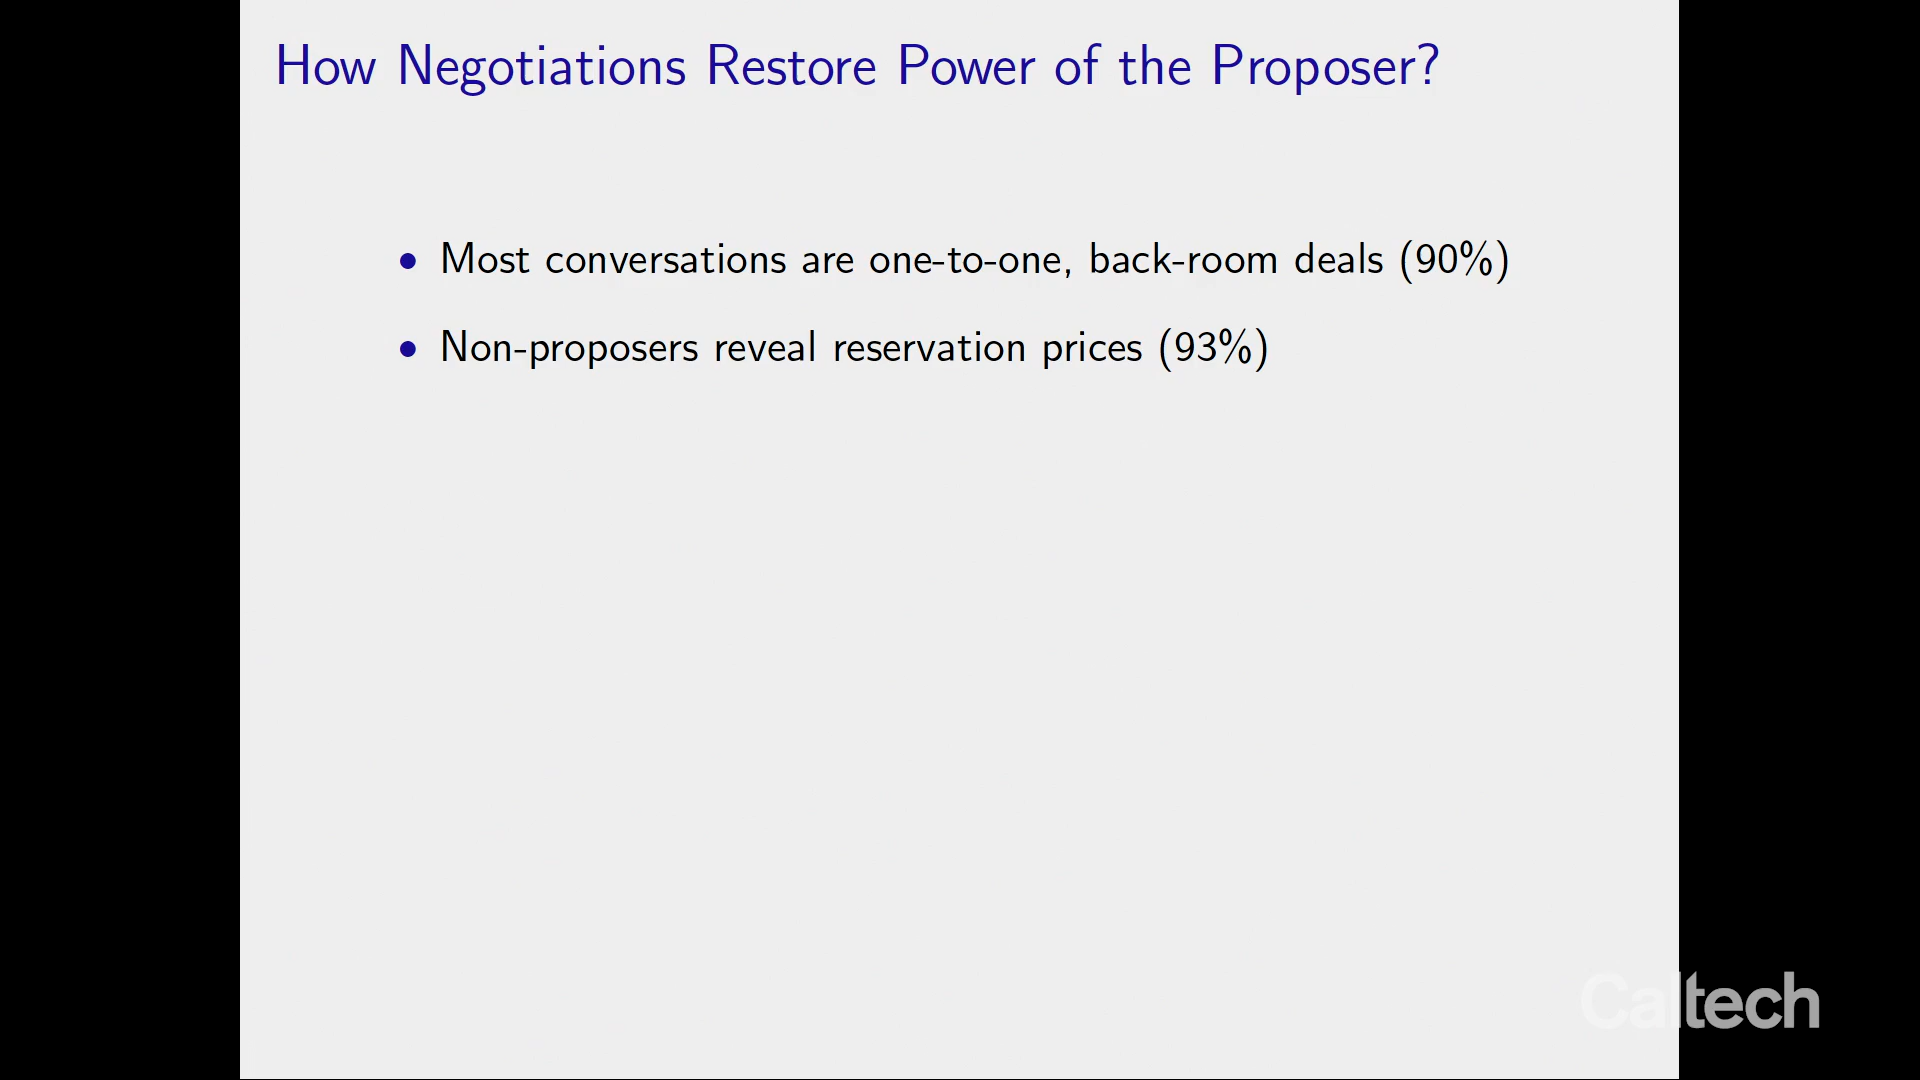 How Negotiations Restore Power of the Proposer?
• Most conversations are one-to-one, back-room deals (90%)
• Non-proposers reveal reservation prices (93%)
Caltech